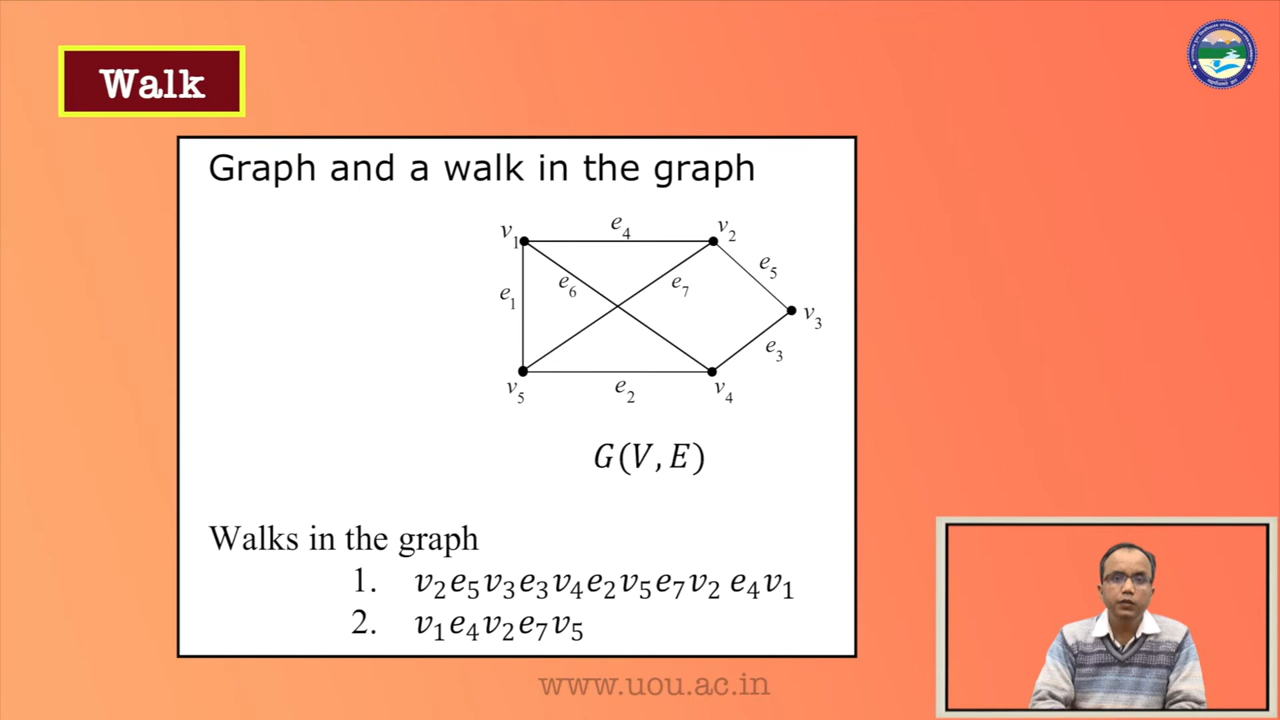 Walk
Graph and a walk in the graph
v₁ e₄ v₂
e₅
e₆ e₇
e₁
v₃
e₃
v₅ e₂ v₄
G(V, E)
Walks in the graph
1. v₂e₅v₃e₃v₄e₂v₅e₇v₂ e₄v₁
2. v₁e₄v₂e₇v₅
www.uou.ac.in